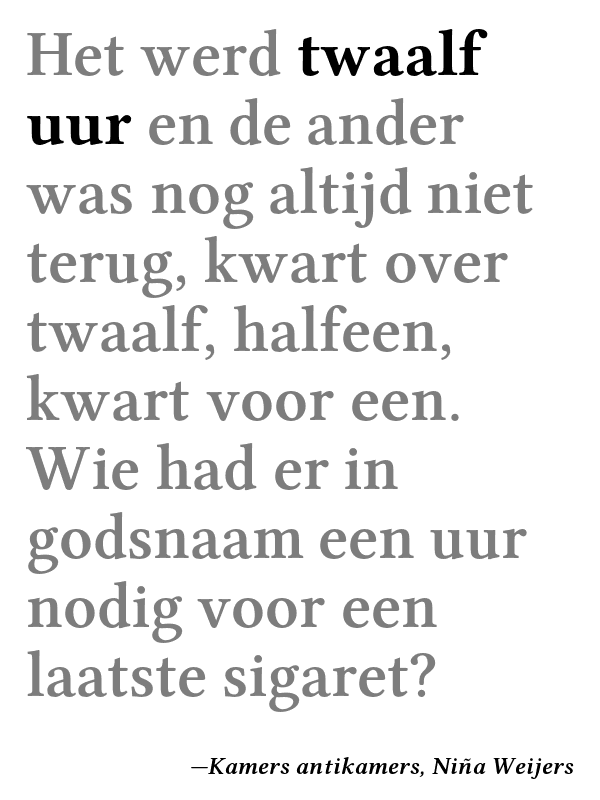 Het werd twaalf
uur en de ander
was nog altijd niet
terug, kwart over
twaalf, halfeen,
kwart voor een.
Wie had er in
godsnaam een uur
nodig voor een
laatste sigaret?
—Kamers antikamers, Niña Weijers